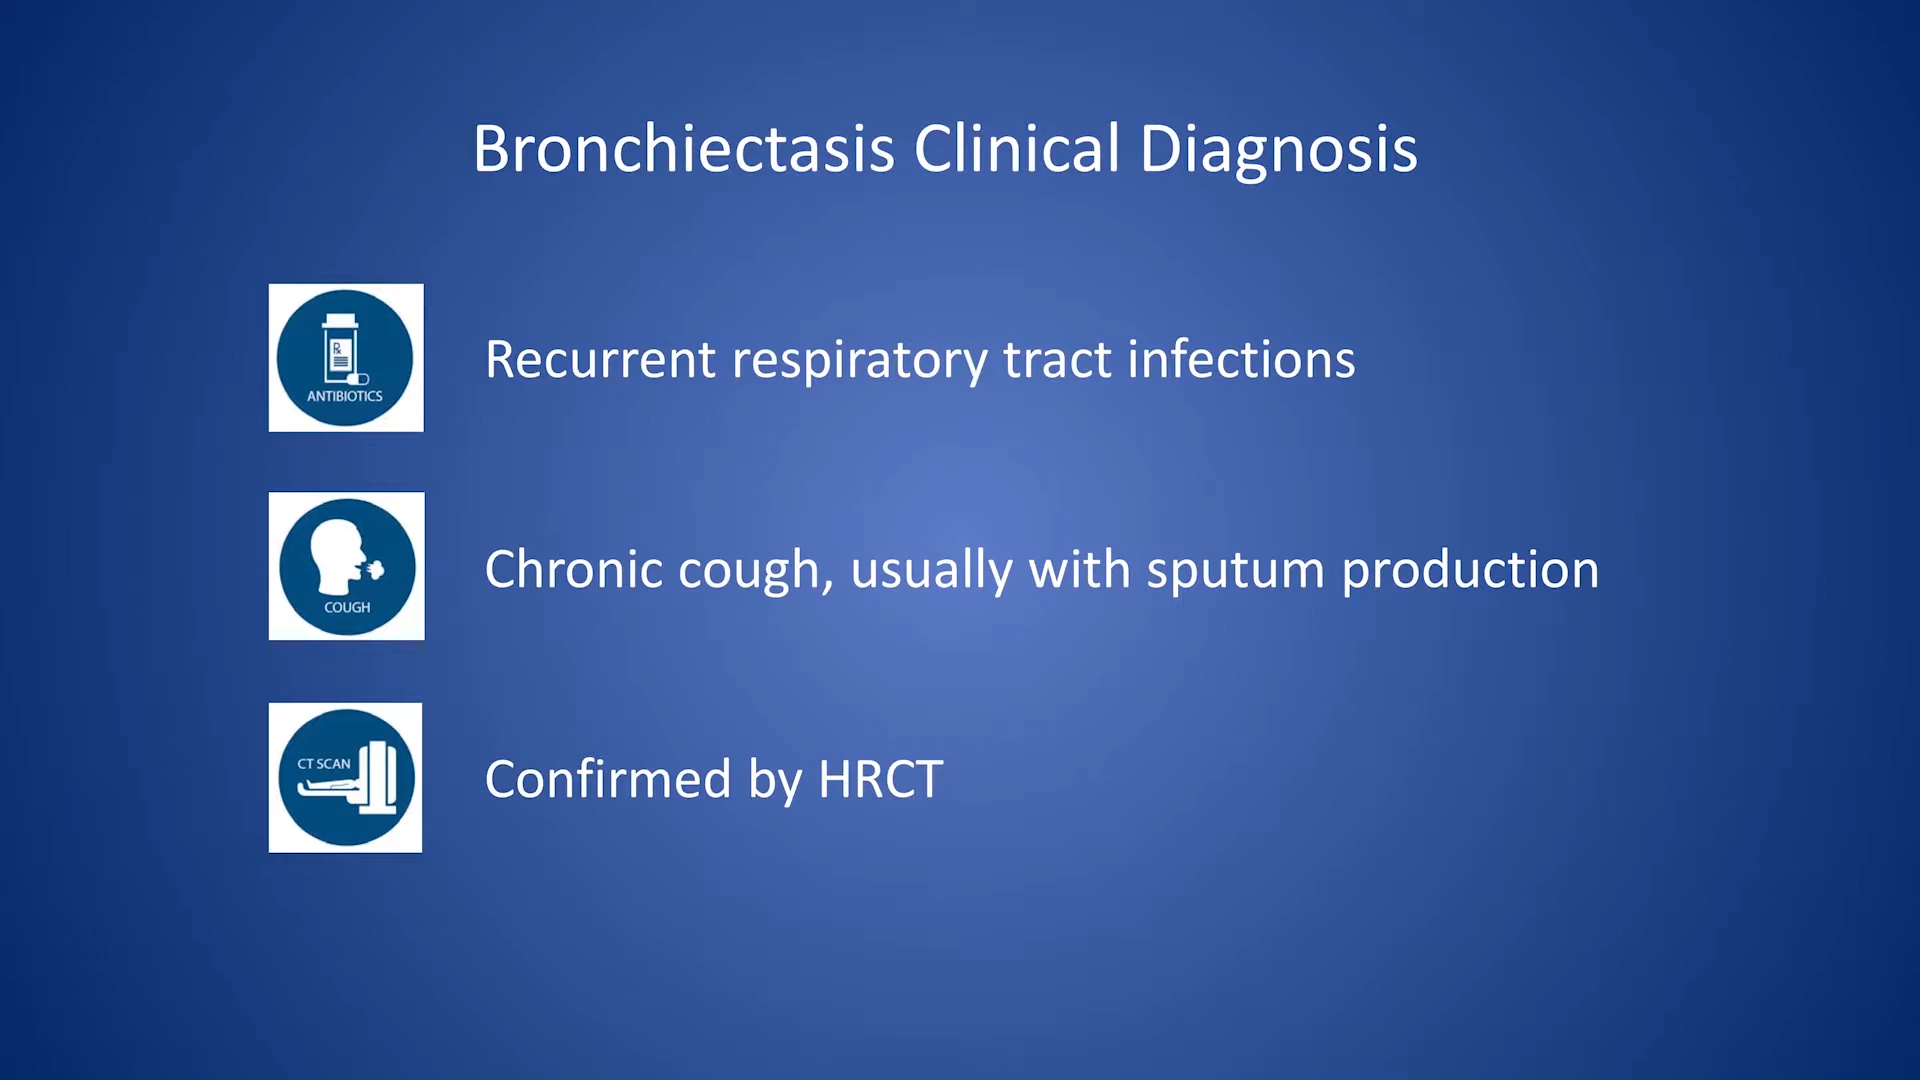 Bronchiectasis Clinical Diagnosis
Rx
ANTIBIOTICS
Recurrent respiratory tract infections
COUGH
Chronic cough, usually with sputum production
CT SCAN
Confirmed by HRCT